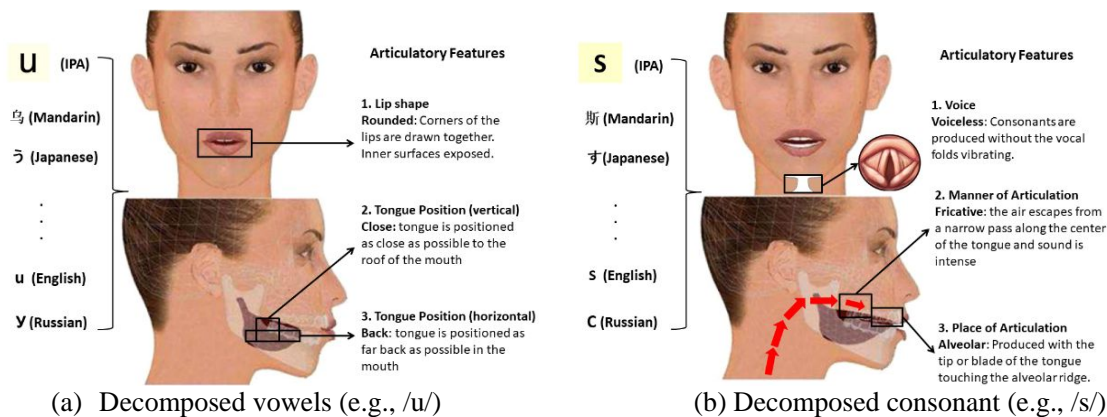 u (IPA)
乌 (Mandarin)
う (Japanese)
.
.
.
u (English)
У (Russian)
Articulatory Features
1. Lip shape
Rounded: Corners of the
lips are drawn together.
Inner surfaces exposed.
2. Tongue Position (vertical)
Close: tongue is positioned
as close as possible to the
roof of the mouth
3. Tongue Position (horizontal)
Back: tongue is positioned as
far back as possible in the
mouth
(a) Decomposed vowels (e.g., /u/)
s (IPA)
斯 (Mandarin)
す(Japanese)
.
.
.
s (English)
С (Russian)
Articulatory Features
1. Voice
Voiceless: Consonants are
produced without the vocal
folds vibrating.
2. Manner of Articulation
Fricative: the air escapes from
a narrow pass along the center
of the tongue and sound is
intense
3. Place of Articulation
Alveolar: Produced with the
tip or blade of the tongue
touching the alveolar ridge.
(b) Decomposed consonant (e.g., /s/)